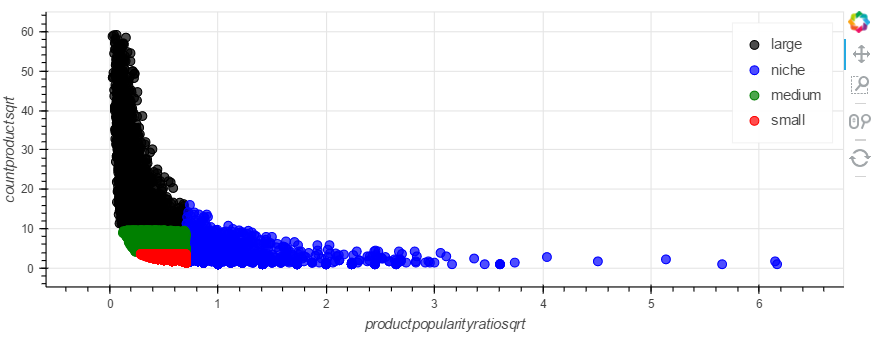 60
50
40
30
20
10
0
countproductsqrt
large
niche
medium
small
0 1 2 3 4 5 6
productpopularityratiosqrt